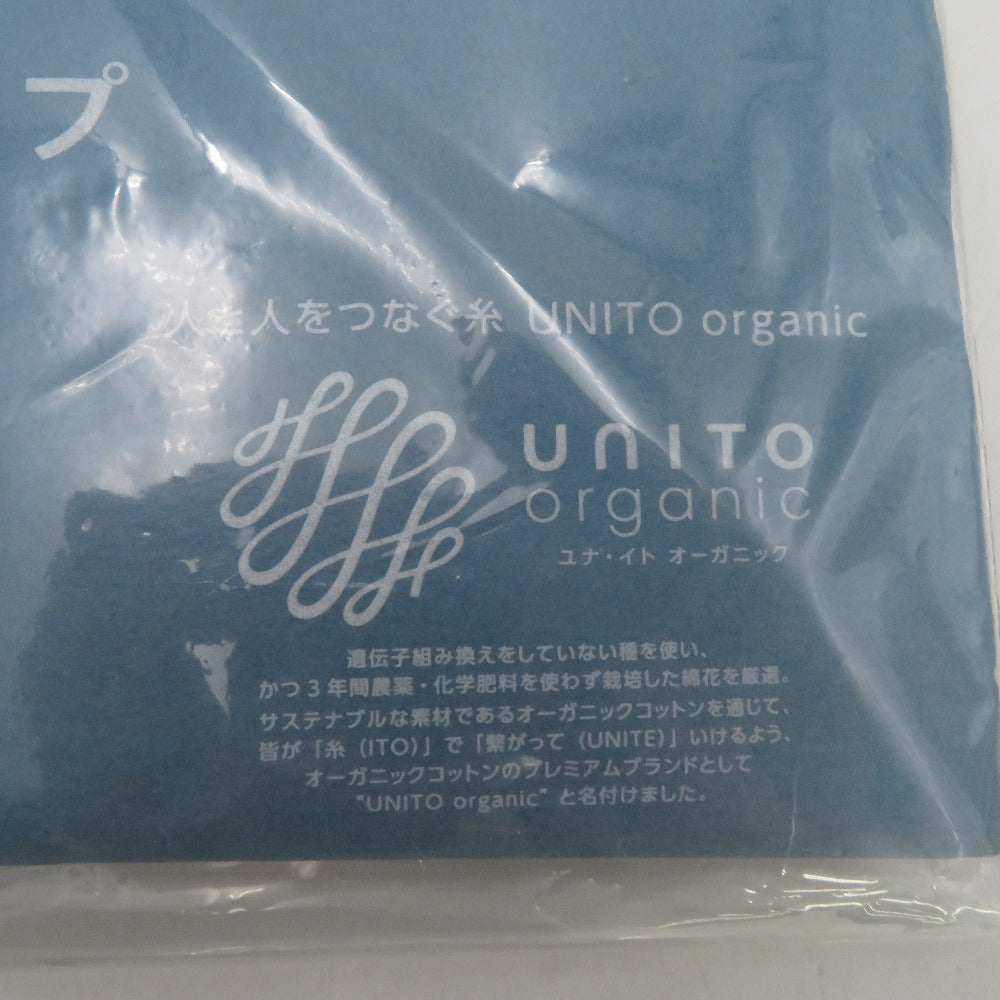 プ
人と人をつなぐ糸 UNITO organic
UNITO
organic
ユナ・イト オーガニック
遺伝子組み換えをしていない種を使い、
かつ3年間農薬・化学肥料を使わず栽培した綿花を厳選。
サステナブルな素材であるオーガニックコットンを通じて、
皆が「糸（ITO）」で「繋がって（UNITE）」いけるよう、
オーガニックコットンのプレミアムブランドとして
"UNITO organic" と名付けました。